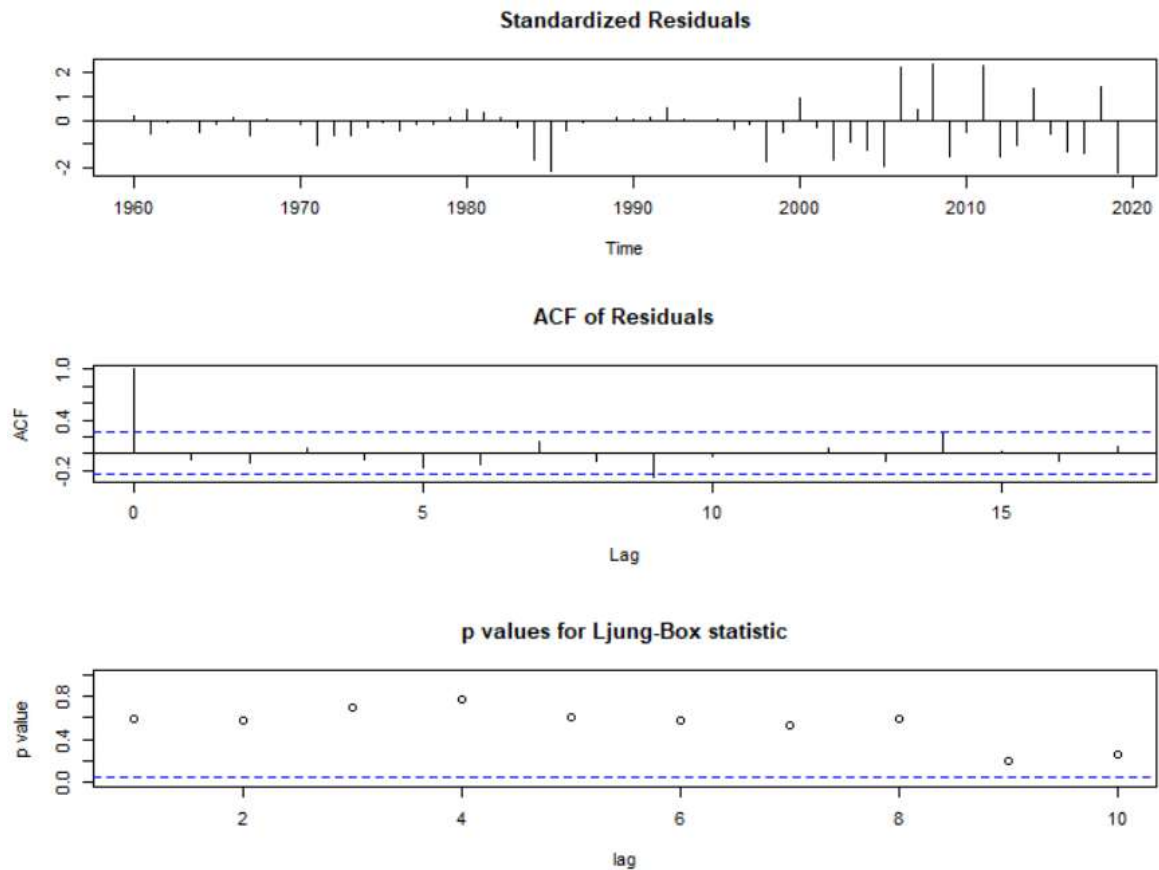 Standardized Residuals
2
1
0
-2
1960 1970 1980 1990 2000 2010 2020
Time
ACF of Residuals
1.0
0.4
-0.2
ACF
0 5 10 15
Lag
p values for Ljung-Box statistic
0.8
0.4
0.0
p value
2 4 6 8 10
lag